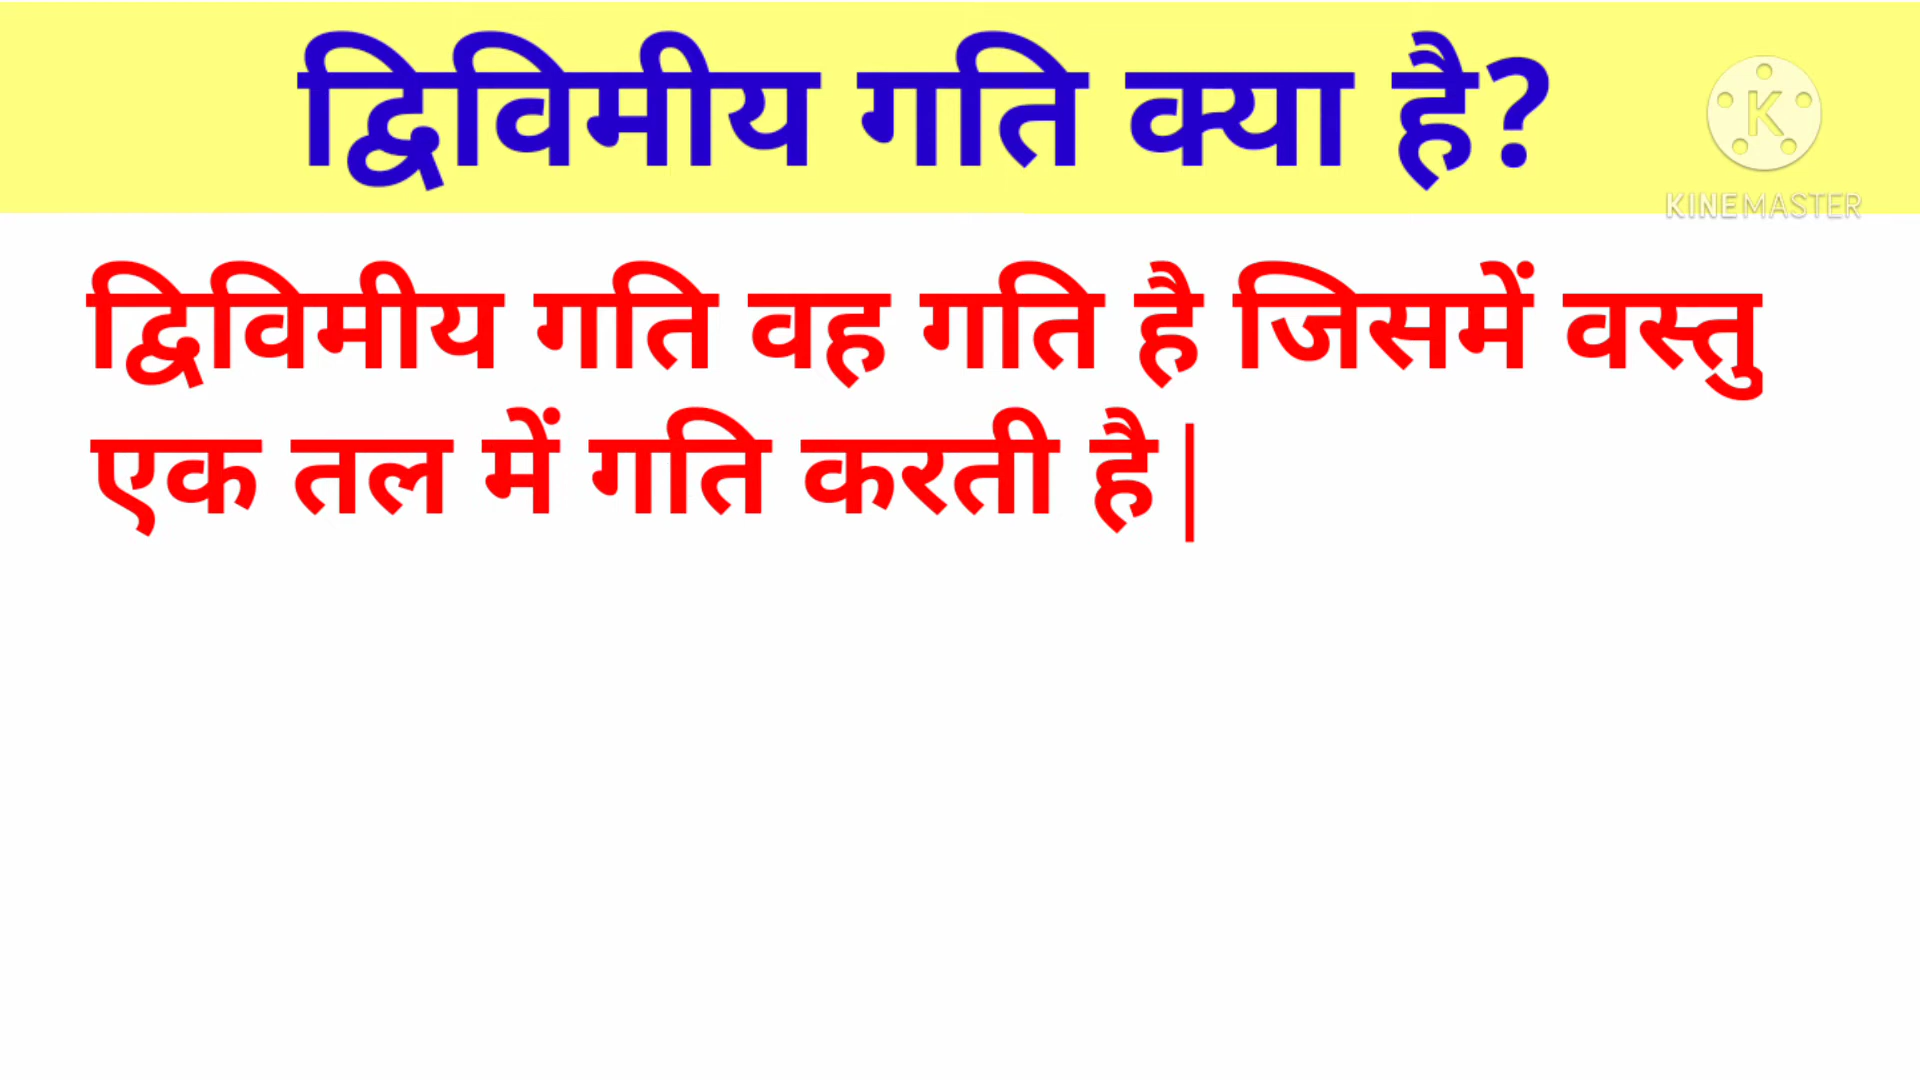 द्विविमीय गति क्या है?
KINEMASTER
द्विविमीय गति वह गति है जिसमें वस्तु
एक तल में गति करती है|